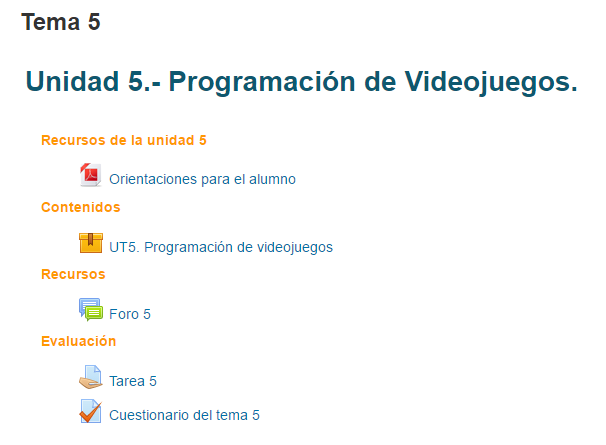 Tema 5
Unidad 5.- Programación de Videojuegos.
Recursos de la unidad 5
Orientaciones para el alumno
Contenidos
UT5. Programación de videojuegos
Recursos
Foro 5
Evaluación
Tarea 5
Cuestionario del tema 5